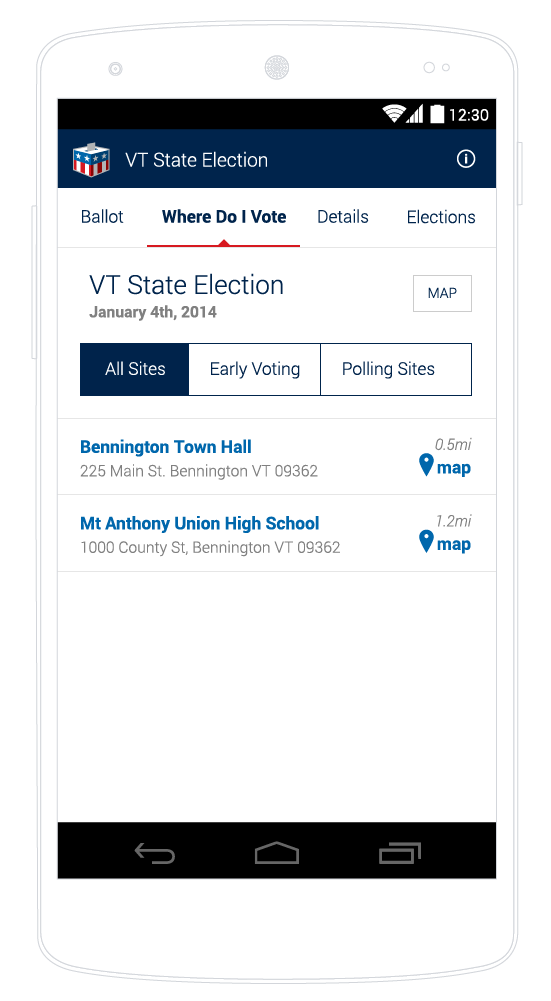 12:30
VT State Election
Ballot Where Do I Vote Details Elections
VT State Election
MAP
January 4th, 2014
All Sites Early Voting Polling Sites
Bennington Town Hall 0.5mi
225 Main St. Bennington VT 09362 map
Mt Anthony Union High School 1.2mi
1000 County St, Bennington VT 09362 map